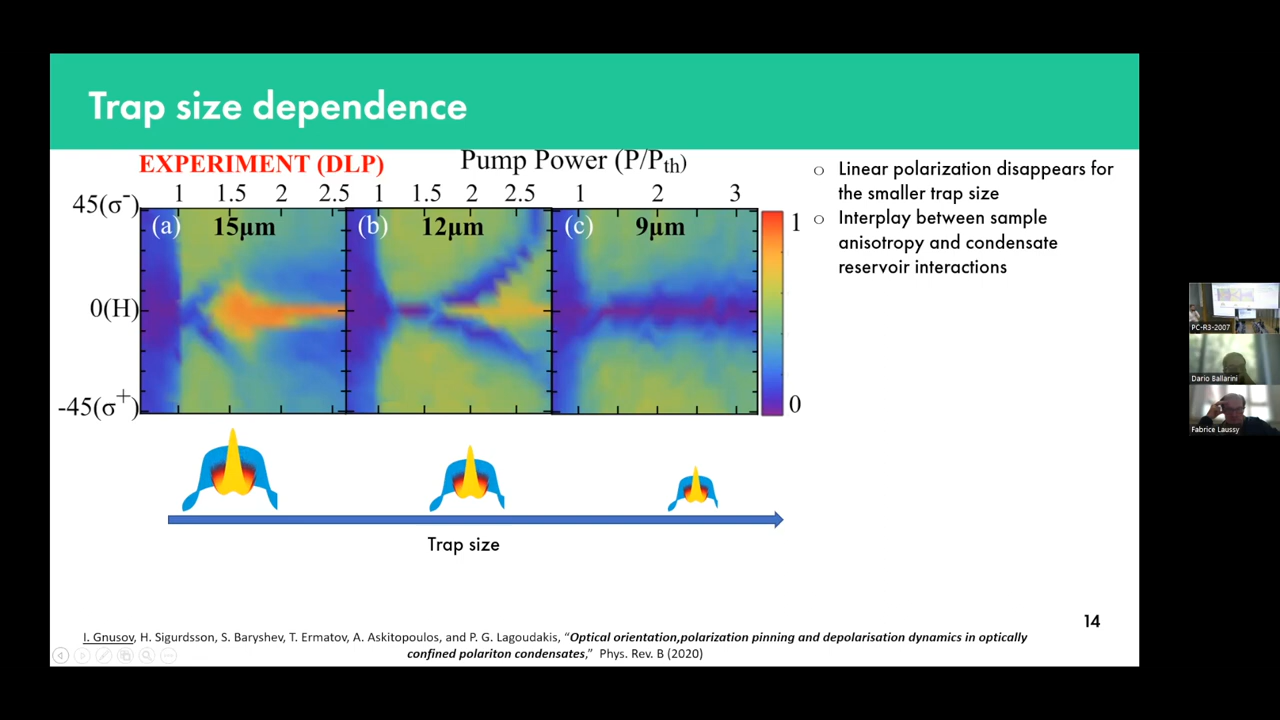 Trap size dependence
EXPERIMENT (DLP)
Pump Power (P/Pth)
1 1.5 2 2.5 1 1.5 2 2.5 1 2 3
45(σ-)
0(H)
-45(σ+)
(a) 15µm
(b) 12µm
(c) 9µm
1
0
○ Linear polarization disappears for
the smaller trap size
○ Interplay between sample
anisotropy and condensate
reservoir interactions
Trap size
14
I. Gnusov, H. Sigurdsson, S. Baryshev, T. Ermatov, A. Askitopoulos, and P. G. Lagoudakis, “Optical orientation,polarization pinning and depolarisation dynamics in optically
confined polariton condensates,” Phys. Rev. B (2020)
PC-R3-2007
Dario Ballarini
Fabrice Laussy